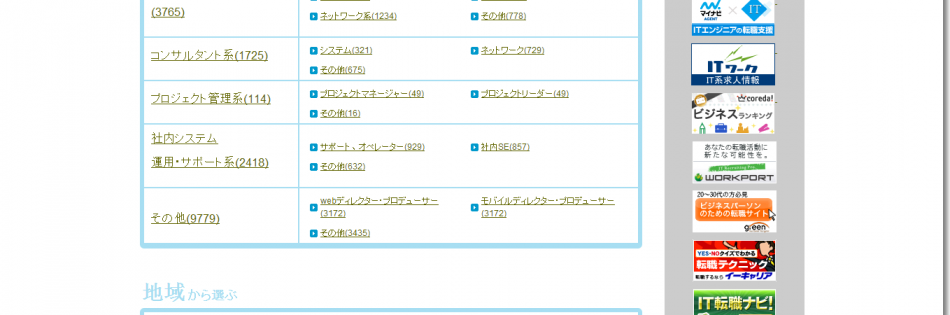 (3765)
ネットワーク系(1234)
その他(778)
コンサルタント系(1725)
システム(321)
ネットワーク(729)
その他(675)
プロジェクト管理系(114)
プロジェクトマネージャー(49)
プロジェクトリーダー(49)
その他(16)
社内システム
運用・サポート系(2418)
サポート、オペレーター(929)
社内SE(857)
その他(632)
その他(9779)
webディレクター・プロデューサー
(3172)
モバイルディレクター・プロデューサー
(3172)
その他(3435)
地域から選ぶ
マイナビ
AGENT
×
IT
ITエンジニアの転職支援
ITワーク
IT系求人情報
coreda!
ビジネスランキング
あなたの転職活動に
新たな可能性を。
WORKPORT
20〜30代の方必見
ビジネスパーソン
のための転職サイト
green
YES-NOクイズでわかる
転職テクニック
転職するなら イーキャリア
IT転職ナビ!